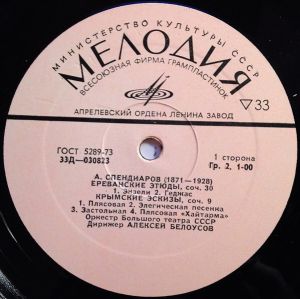 МИНИСТЕРСТВО КУЛЬТУРЫ СССР
МЕЛОДИЯ
ВСЕСОЮЗНАЯ ФИРМА ГРАМПЛАСТИНОК
33
АПРЕЛЕВСКИЙ ОРДЕНА ЛЕНИНА ЗАВОД
ГОСТ 5289-73
33Д—030823
1 сторона
Гр. 2, 1-00
А. СПЕНДИАРОВ (1871—1928)
ЕРЕВАНСКИЕ ЭТЮДЫ, соч. 30
1. Энзели 2. Геджас
КРЫМСКИЕ ЭСКИЗЫ, соч. 9
1. Плясовая 2. Элегическая песенка
3. Застольная 4. Плясовая «Хайтарма»
Оркестр Большого театра СССР
Дирижер АЛЕКСЕЙ БЕЛОУСОВ